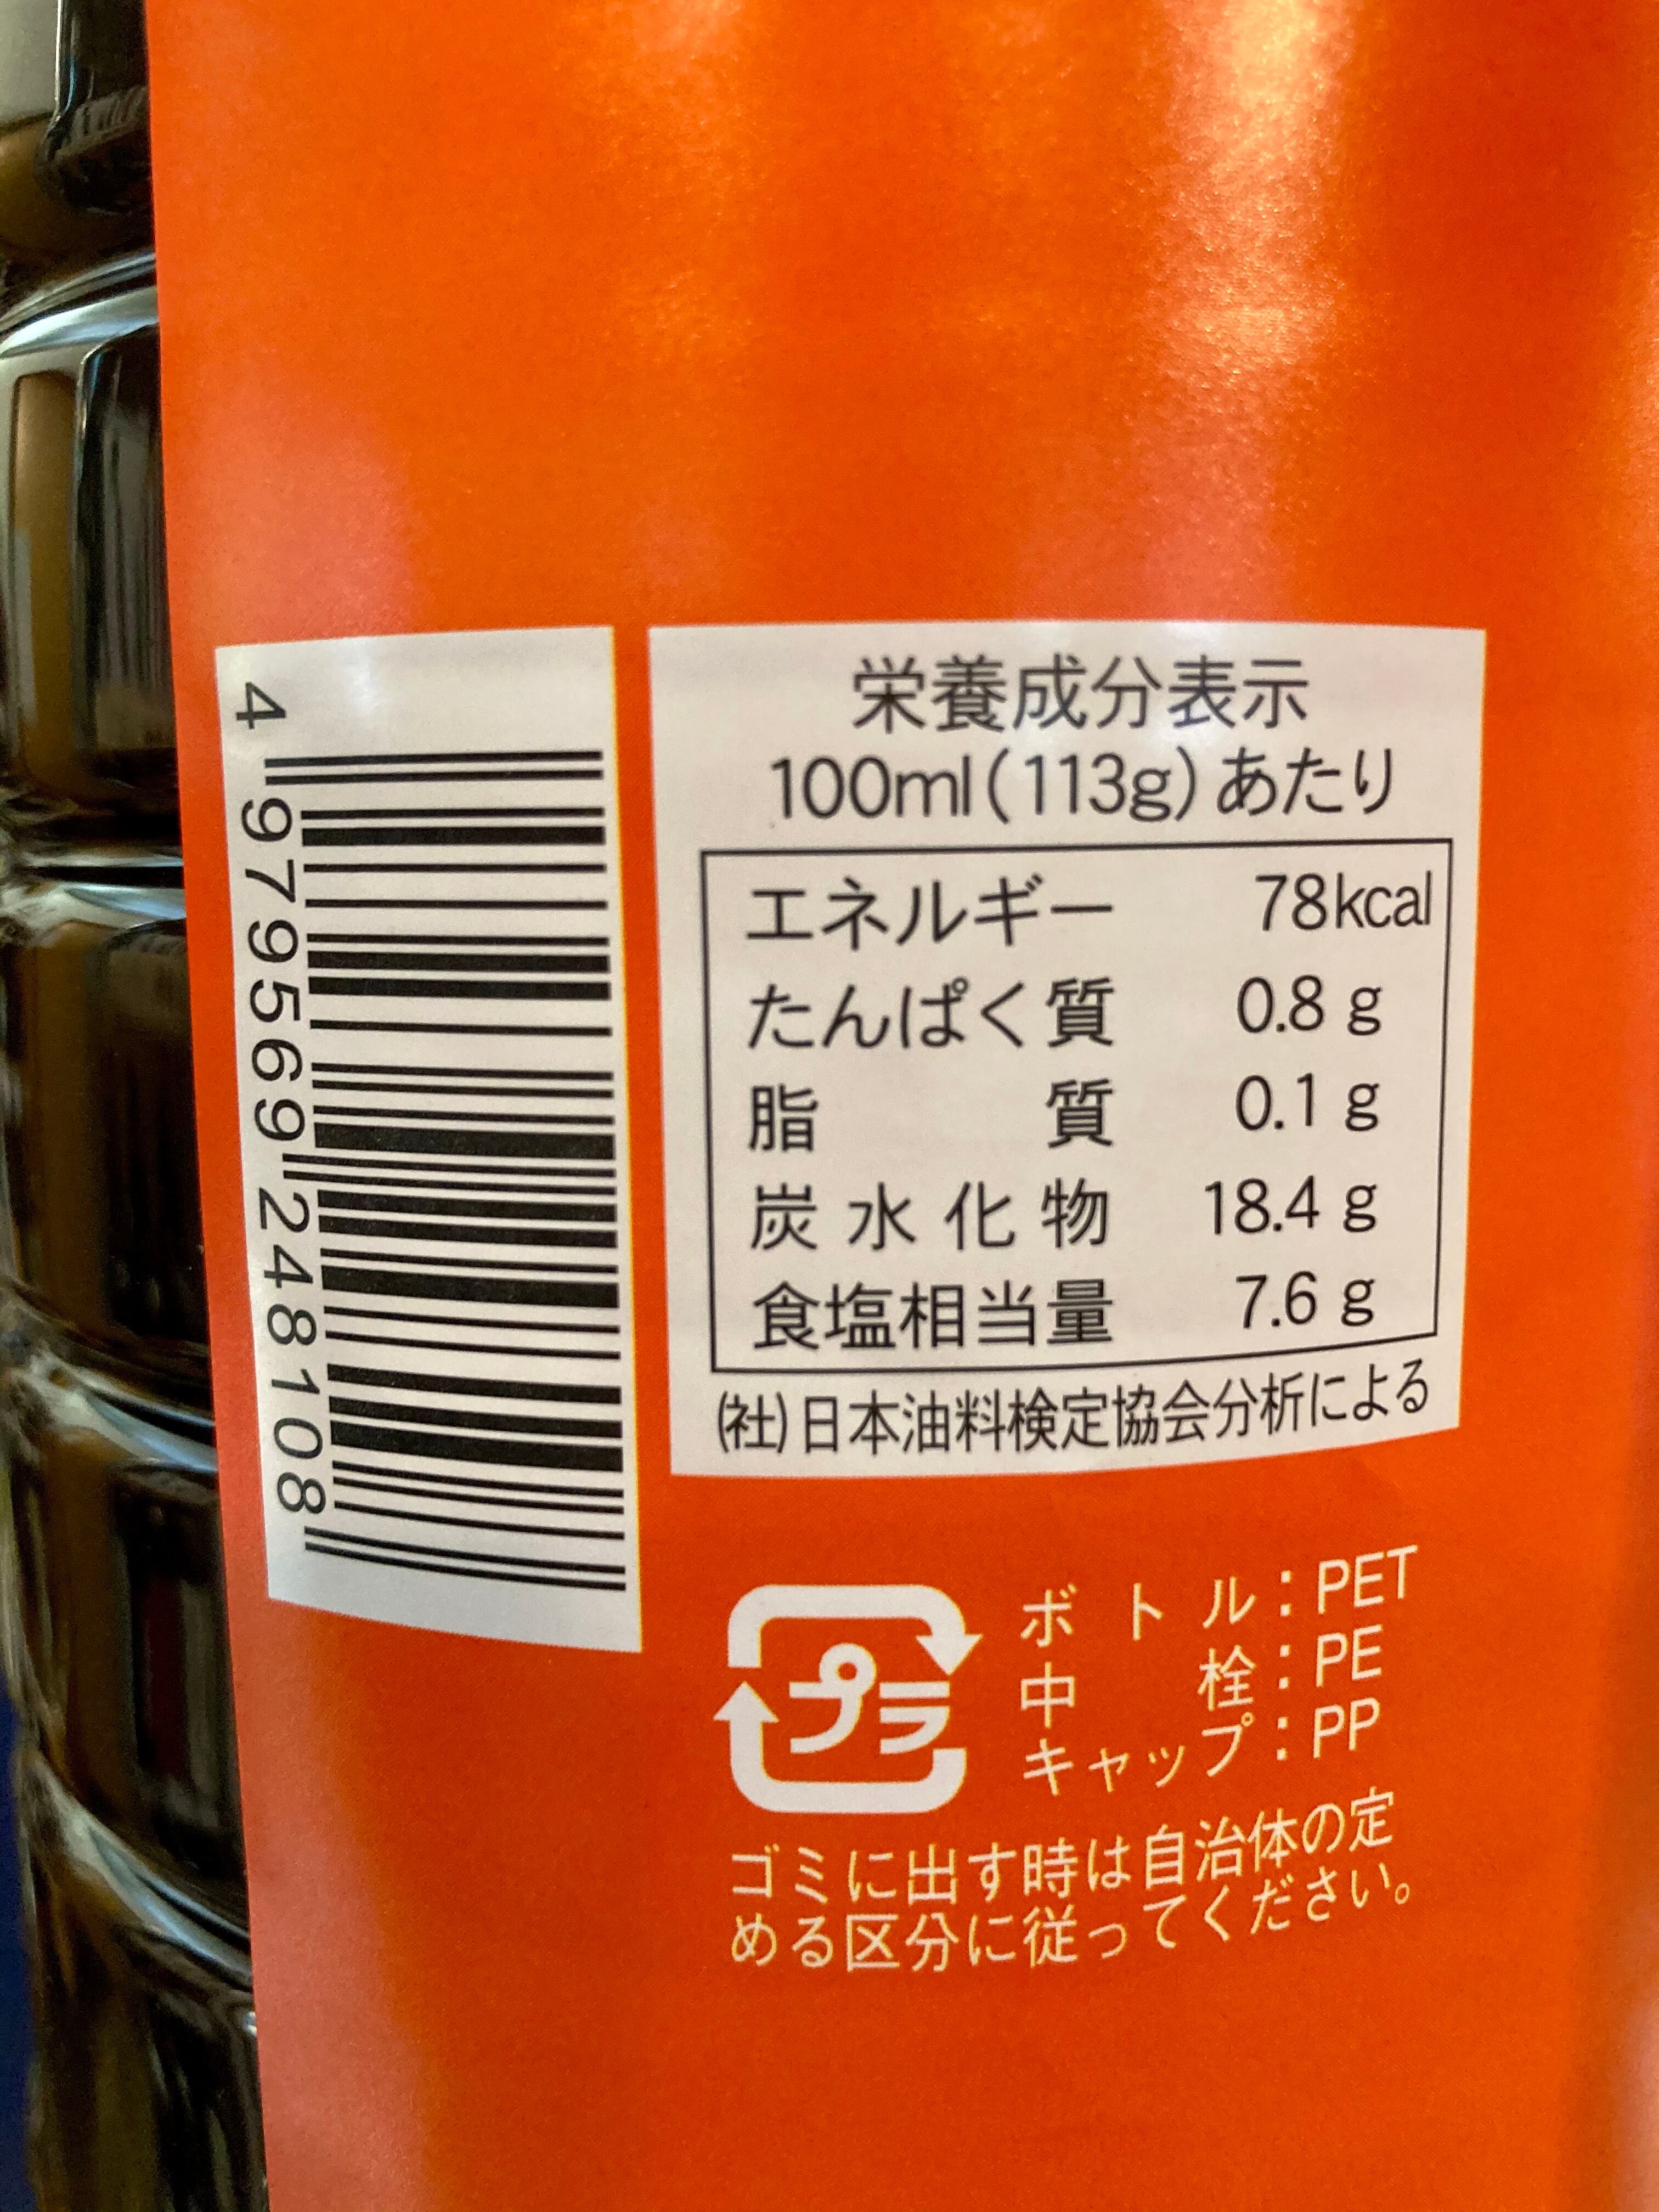 4 979569 248108
栄養成分表示
100ml(113g)あたり
エネルギー 78kcal
たんぱく質 0.8 g
脂質 0.1 g
炭水化物 18.4 g
食塩相当量 7.6 g
(社)日本油料検定協会分析による
プラ
ボトル:PET
中栓:PE
キャップ:PP
ゴミに出す時は自治体の定
める区分に従ってください。